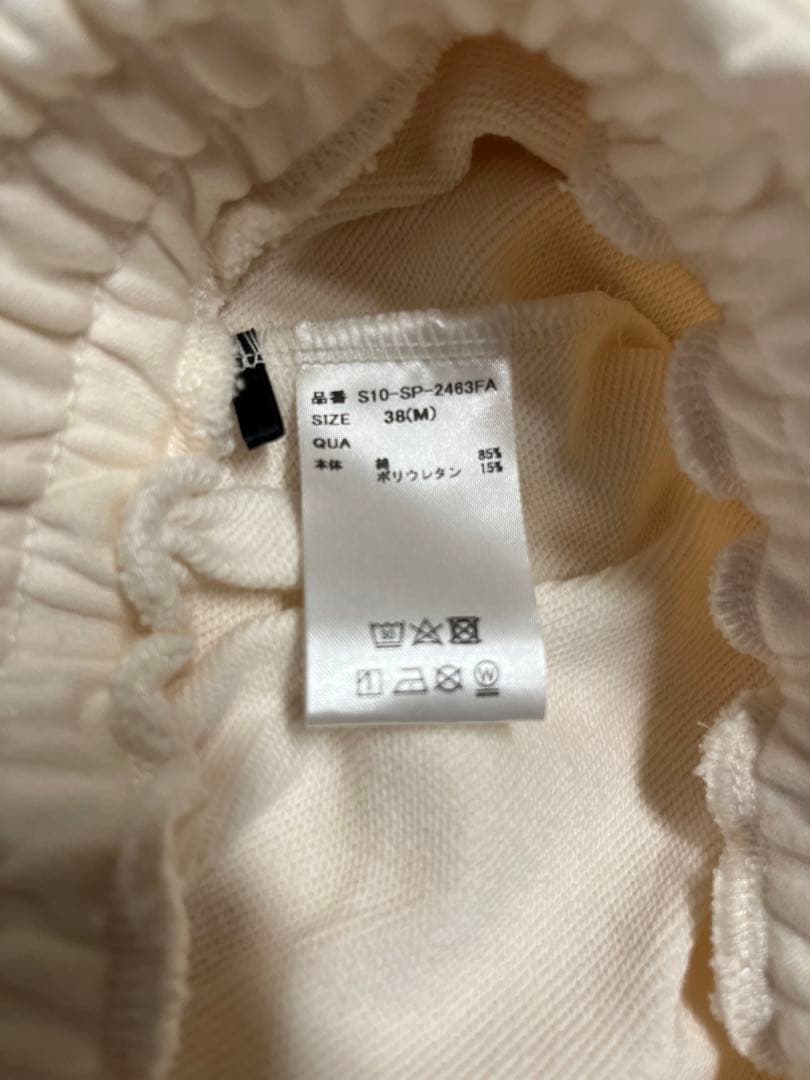 品番 S10-SP-2463FA
SIZE 38(M)
QUA
本体 綿 85%
ポリウレタン 15%
W